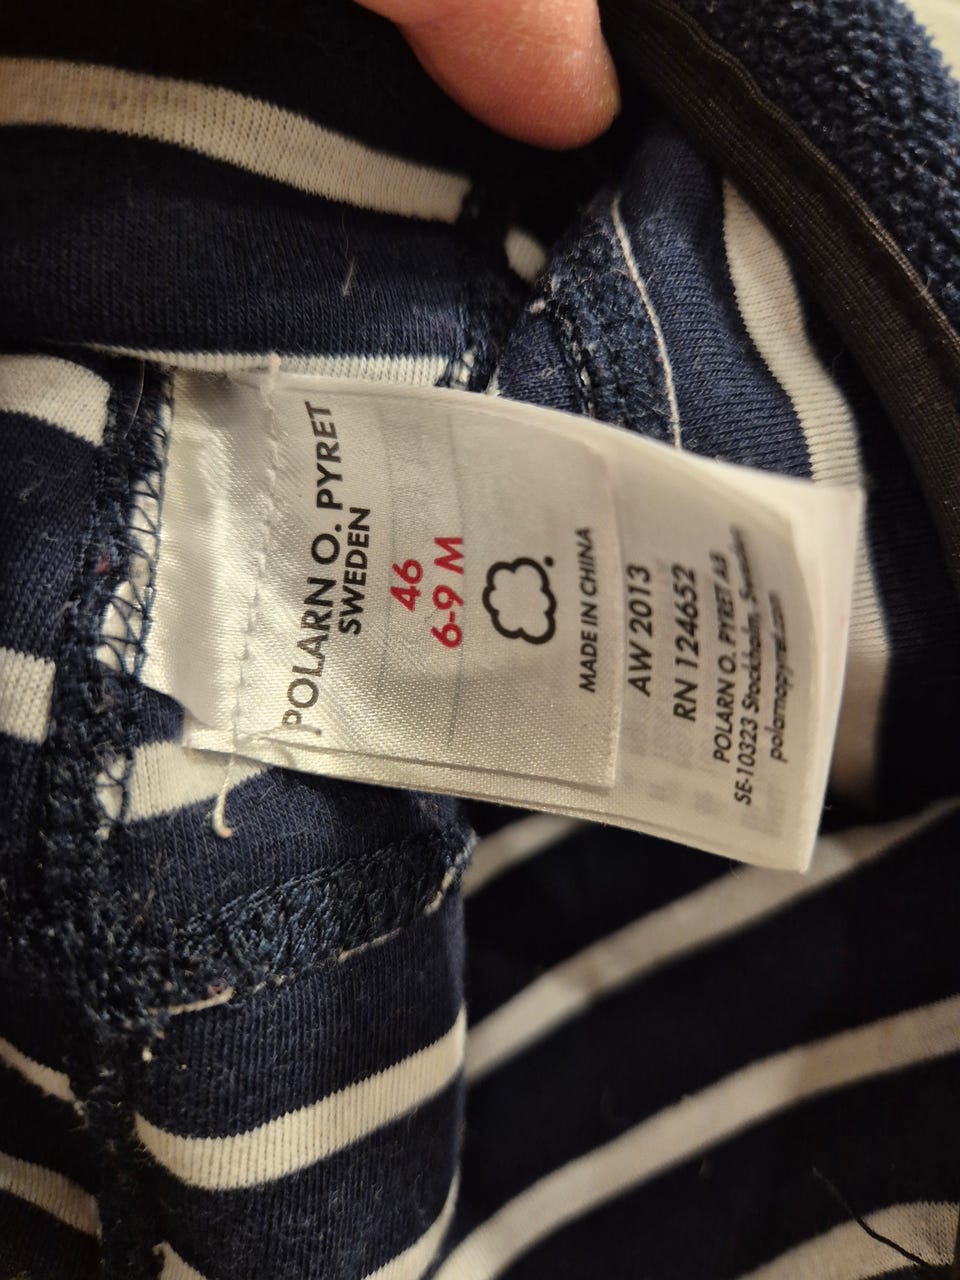 POLARN O. PYRET
SWEDEN
46
6-9 M
MADE IN CHINA
AW 2013
RN 124652
POLARN O. PYRET AB
SE-10323 Stockholm, Sweden
polarnopyret.com